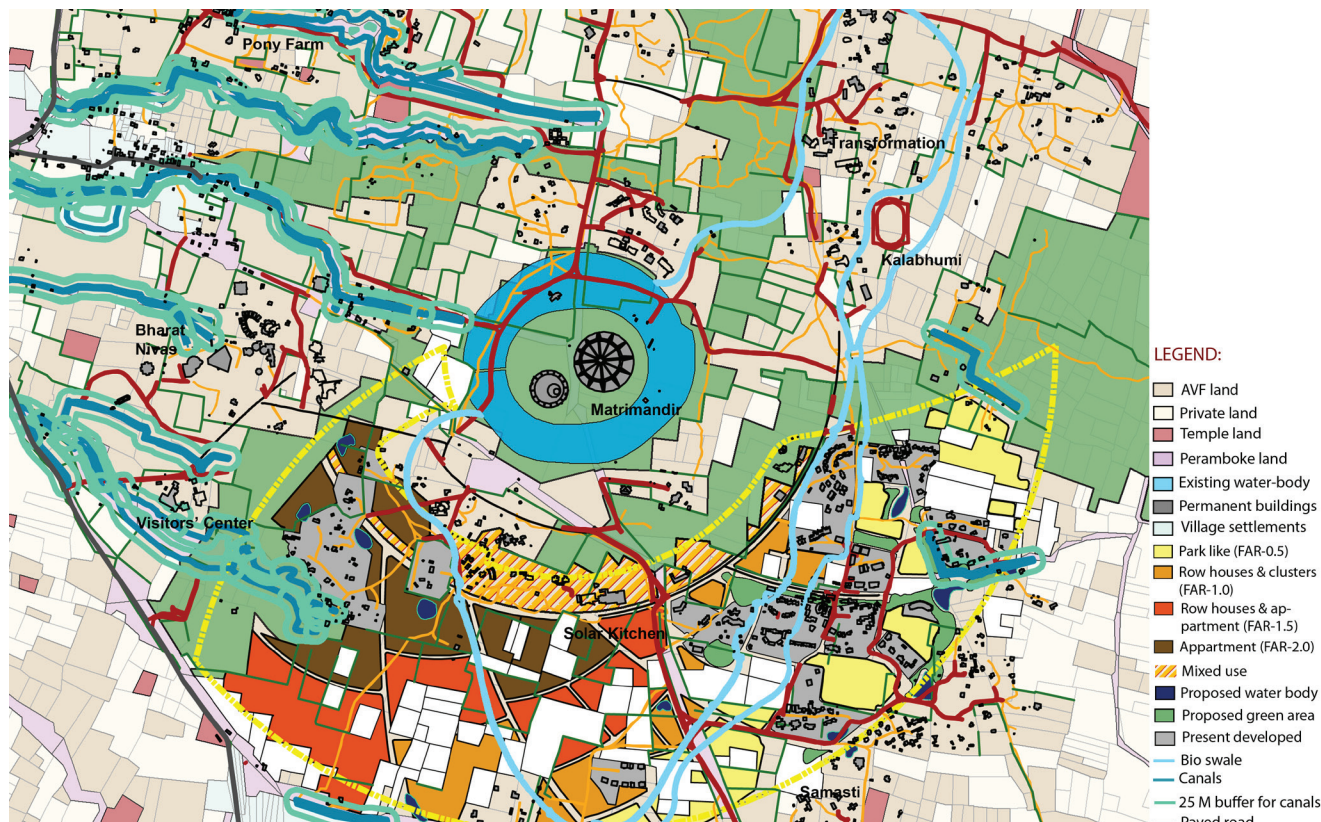 Pony Farm
Transformation
Kalabhumi
Bharat
Nivas
Matrimandir
Visitors' Center
Solar Kitchen
Samasti
LEGEND:
AVF land
Private land
Temple land
Peramboke land
Existing water-body
Permanent buildings
Village settlements
Park like (FAR-0.5)
Row houses & clusters
(FAR-1.0)
Row houses & ap-
partment (FAR-1.5)
Appartment (FAR-2.0)
Mixed use
Proposed water body
Proposed green area
Present developed
Bio swale
Canals
25 M buffer for canals
Paved road